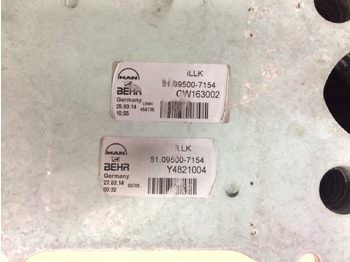 MAN
BEHR
Germany
25.03.14
15:55
iLLK
51.09500-7154
CW163002
MAN
BEHR
Germany
27.03.14
00:32
iLLK
51.09500-7154
Y4821004